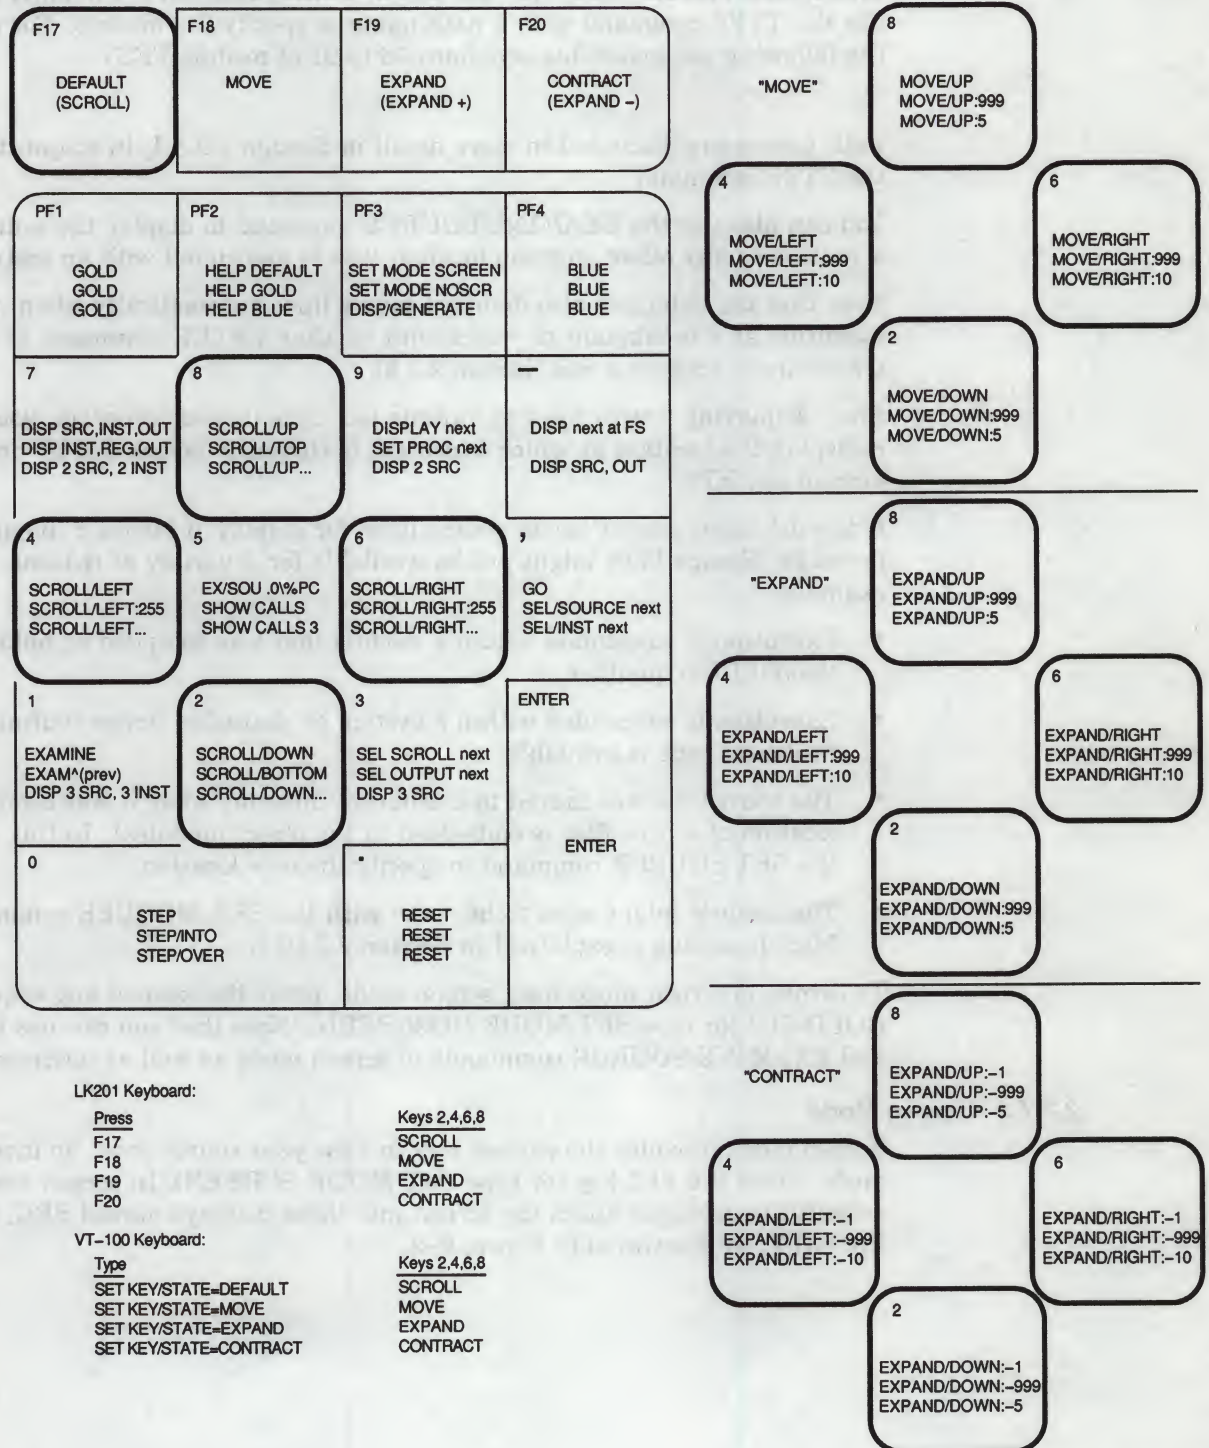 F17
DEFAULT
(SCROLL)
F18
MOVE
F19
EXPAND
(EXPAND +)
F20
CONTRACT
(EXPAND –)
PF1
GOLD
GOLD
GOLD
PF2
HELP DEFAULT
HELP GOLD
HELP BLUE
PF3
SET MODE SCREEN
SET MODE NOSCR
DISP/GENERATE
PF4
BLUE
BLUE
BLUE
7
DISP SRC,INST,OUT
DISP INST,REG,OUT
DISP 2 SRC, 2 INST
8
SCROLL/UP
SCROLL/TOP
SCROLL/UP...
9
DISPLAY next
SET PROC next
DISP 2 SRC
–
DISP next at FS
DISP SRC, OUT
4
SCROLL/LEFT
SCROLL/LEFT:255
SCROLL/LEFT...
5
EX/SOU .0\%PC
SHOW CALLS
SHOW CALLS 3
6
SCROLL/RIGHT
SCROLL/RIGHT:255
SCROLL/RIGHT...
,
GO
SEL/SOURCE next
SEL/INST next
1
EXAMINE
EXAM^(prev)
DISP 3 SRC, 3 INST
2
SCROLL/DOWN
SCROLL/BOTTOM
SCROLL/DOWN...
3
SEL SCROLL next
SEL OUTPUT next
DISP 3 SRC
ENTER
ENTER
0
STEP
STEP/INTO
STEP/OVER
.
RESET
RESET
RESET
LK201 Keyboard:
Press Keys 2,4,6,8
F17 SCROLL
F18 MOVE
F19 EXPAND
F20 CONTRACT
VT–100 Keyboard:
Type Keys 2,4,6,8
SET KEY/STATE=DEFAULT SCROLL
SET KEY/STATE=MOVE MOVE
SET KEY/STATE=EXPAND EXPAND
SET KEY/STATE=CONTRACT CONTRACT
"MOVE"
8
MOVE/UP
MOVE/UP:999
MOVE/UP:5
4
MOVE/LEFT
MOVE/LEFT:999
MOVE/LEFT:10
6
MOVE/RIGHT
MOVE/RIGHT:999
MOVE/RIGHT:10
2
MOVE/DOWN
MOVE/DOWN:999
MOVE/DOWN:5
"EXPAND"
8
EXPAND/UP
EXPAND/UP:999
EXPAND/UP:5
4
EXPAND/LEFT
EXPAND/LEFT:999
EXPAND/LEFT:10
6
EXPAND/RIGHT
EXPAND/RIGHT:999
EXPAND/RIGHT:10
2
EXPAND/DOWN
EXPAND/DOWN:999
EXPAND/DOWN:5
"CONTRACT"
8
EXPAND/UP:–1
EXPAND/UP:–999
EXPAND/UP:–5
4
EXPAND/LEFT:–1
EXPAND/LEFT:–999
EXPAND/LEFT:–10
6
EXPAND/RIGHT:–1
EXPAND/RIGHT:–999
EXPAND/RIGHT:–10
2
EXPAND/DOWN:–1
EXPAND/DOWN:–999
EXPAND/DOWN:–5